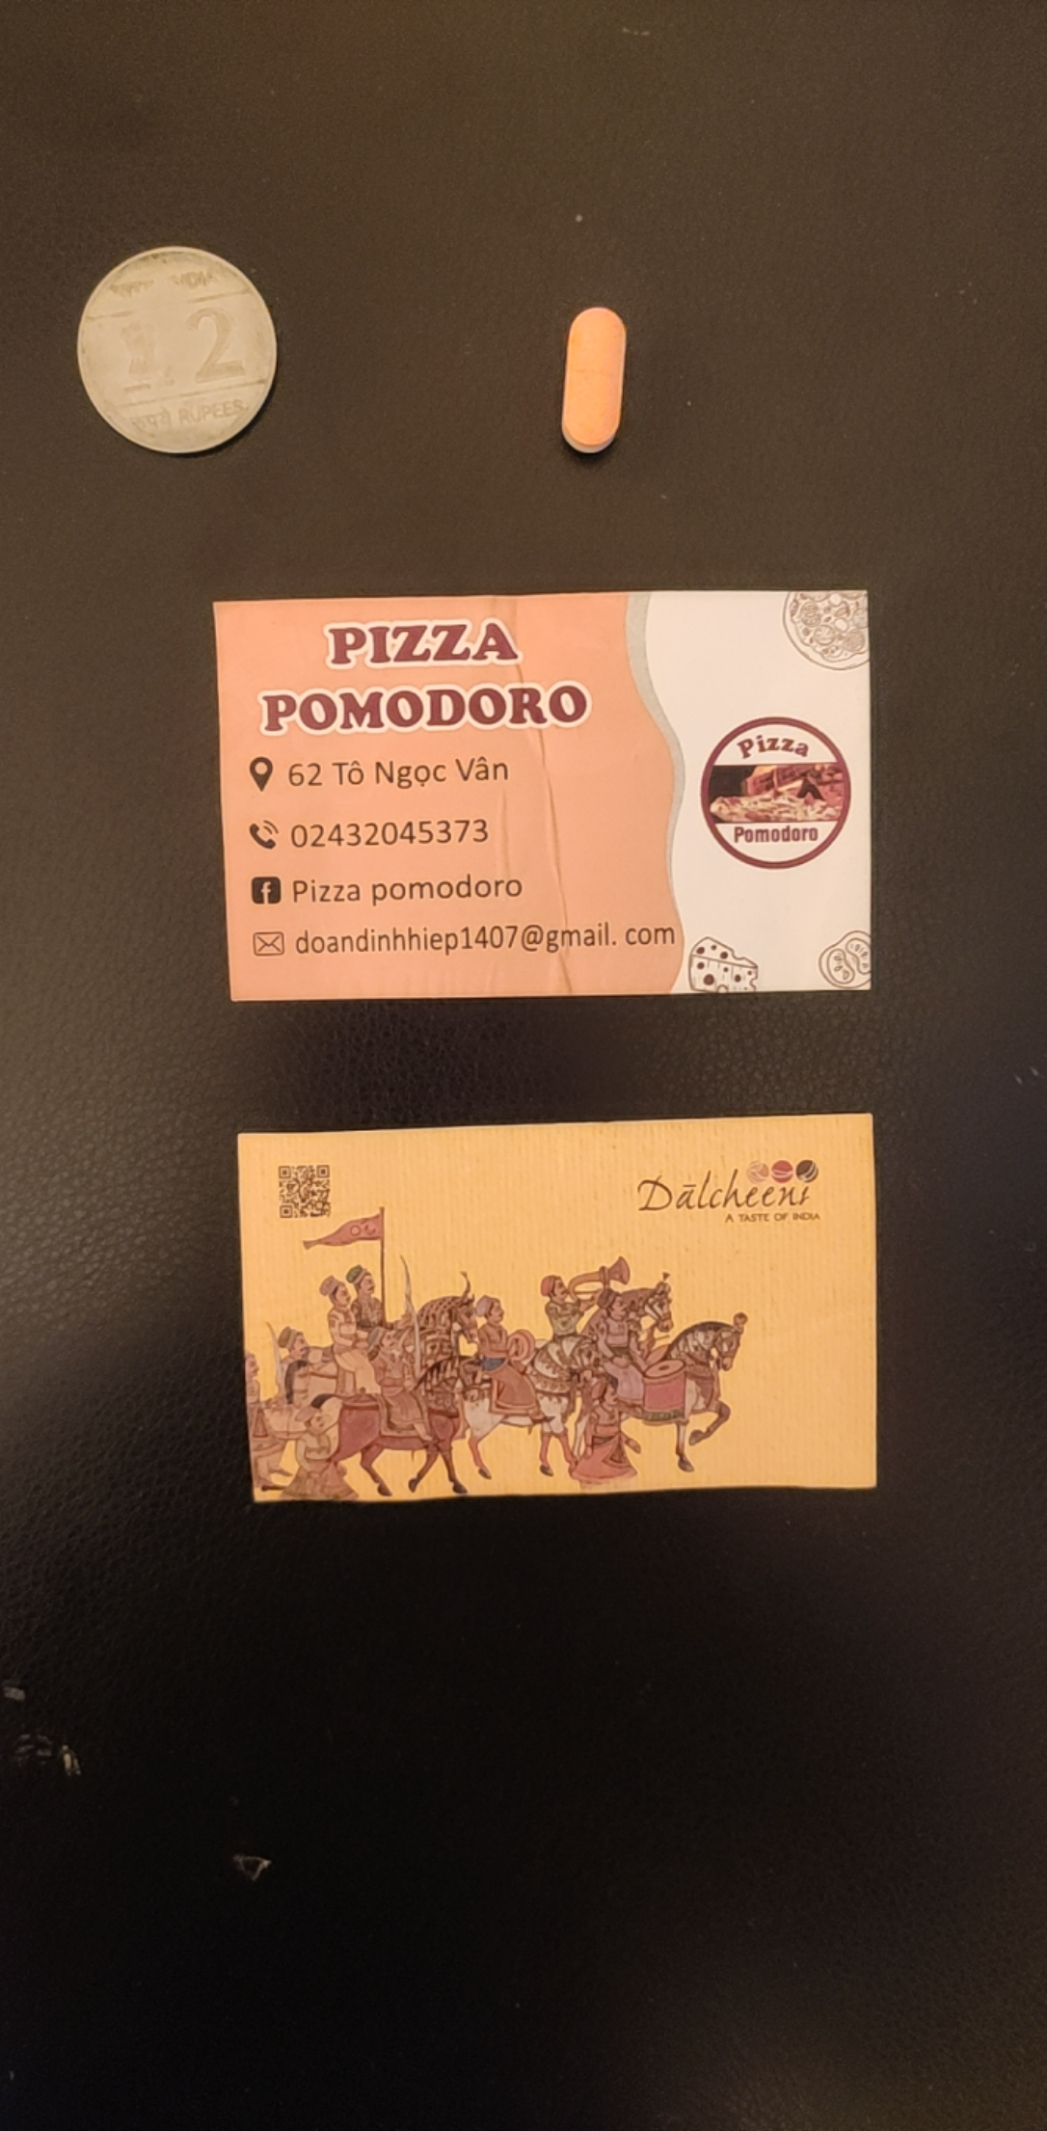 INDIA
2
रुपये RUPEES
PIZZA
POMODORO
62 Tô Ngọc Vân
02432045373
Pizza pomodoro
doandinhhiep1407@gmail. com
Pizza
Pomodoro
Dālcheeni
A TASTE OF INDIA